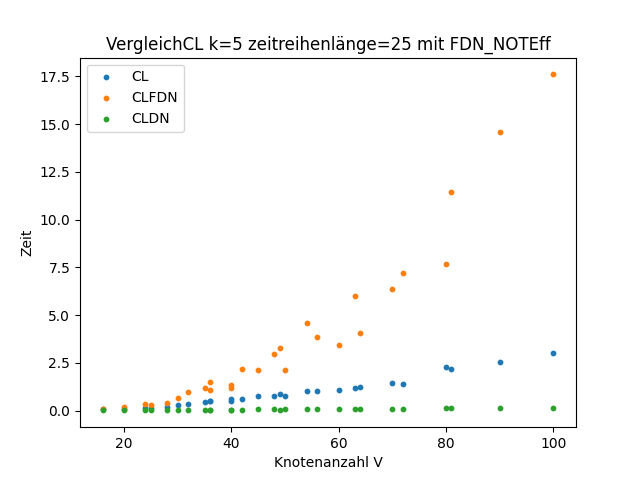 VergleichCL k=5 zeitreihenlänge=25 mit FDN_NOTEff
CL
CLFDN
CLDN
17.5
15.0
12.5
10.0
7.5
5.0
2.5
0.0
Zeit
20 40 60 80 100
Knotenanzahl V